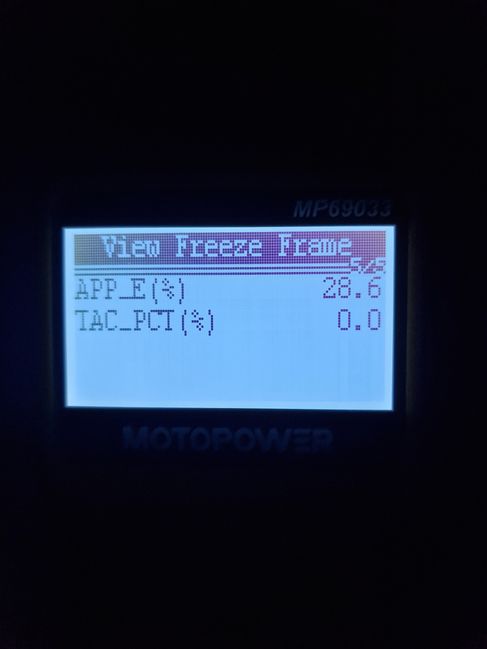 MP69033
View Freeze Frame
5/5
APP_E(%) 28.6
TAC_PCT(%) 0.0
MOTOPOWER